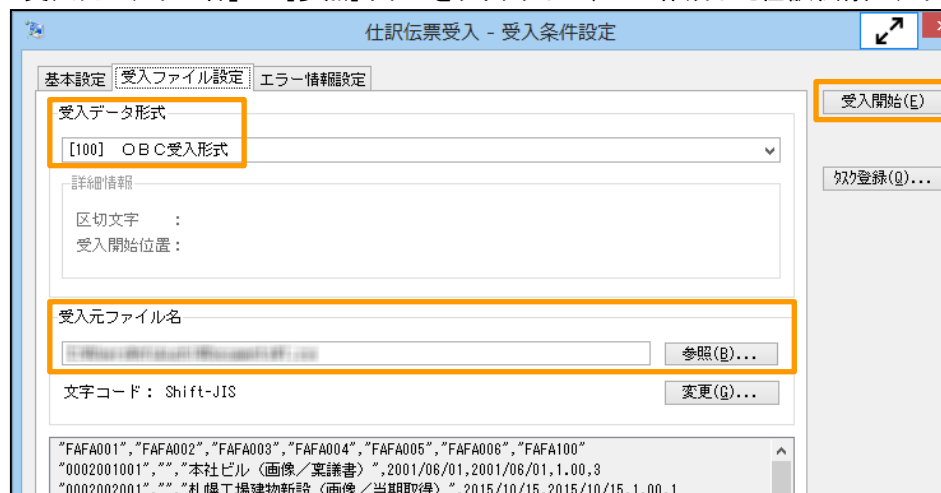 仕訳伝票受入 - 受入条件設定
基本設定 受入ファイル設定 エラー情報設定
受入開始(E)
受入データ形式
[100] OBC受入形式
ﾀｽｸ登録(Q)...
詳細情報
区切文字 :
受入開始位置:
受入元ファイル名
参照(B)...
文字コード: Shift-JIS
変更(G)...
"FAFA001","FAFA002","FAFA003","FAFA004","FAFA005","FAFA006","FAFA100"
"0002001001","","本社ビル（画像／稟議書）",2001/06/01,2001/06/01,1.00,3
"0002002001","","札幌工場建物新設（画像／当期取得）",2015/10/15,2015/10/15,1.00,1